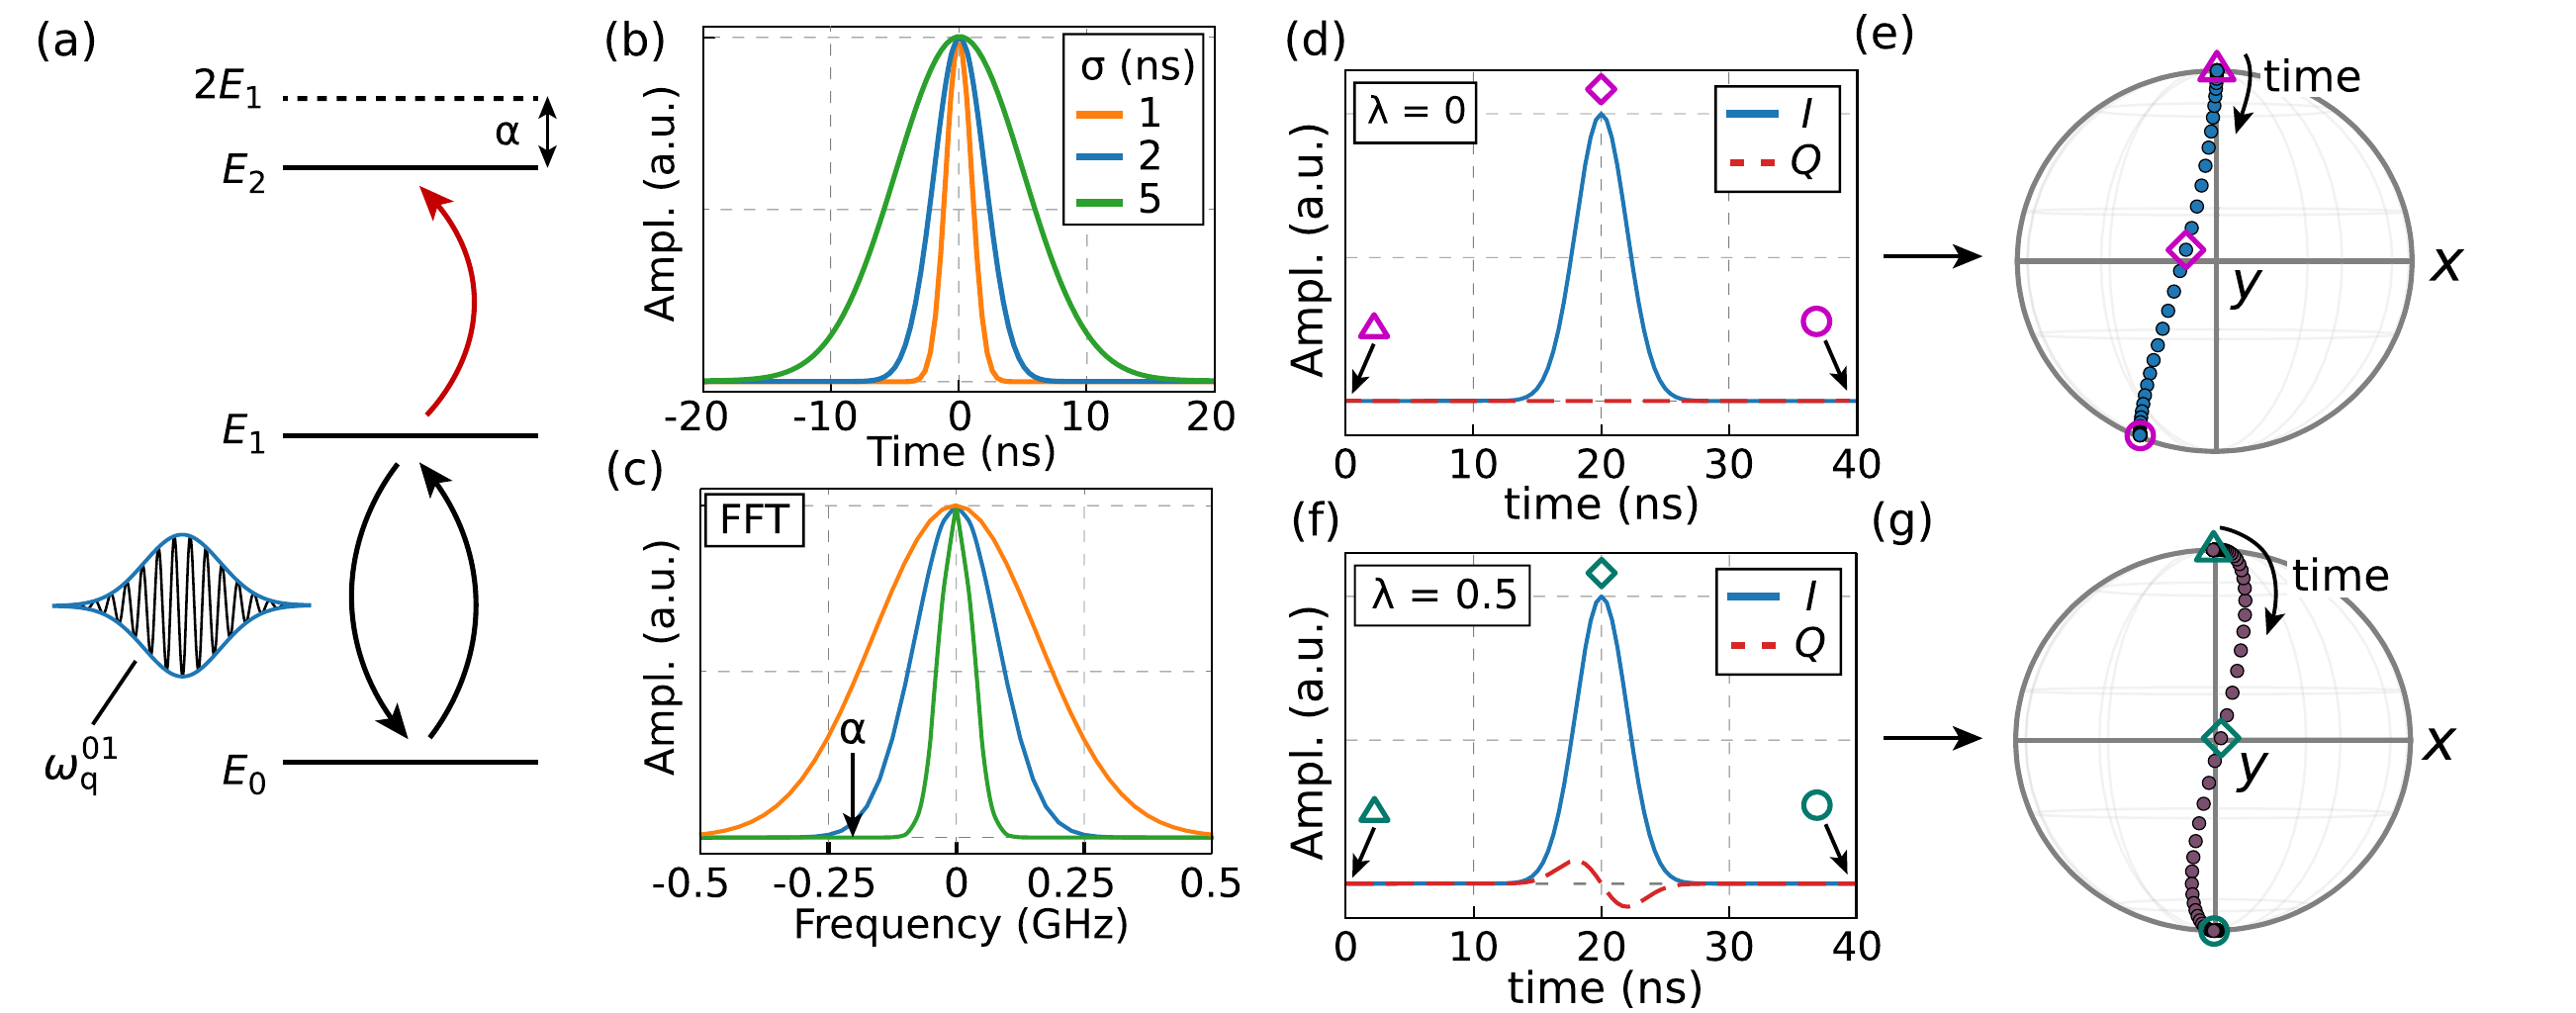 (a)
2E₁
α
E₂
E₁
E₀
ω_q^01
(b)
Ampl. (a.u.)
σ (ns)
1
2
5
-20 -10 0 10 20
Time (ns)
(c)
Ampl. (a.u.)
FFT
α
-0.5 -0.25 0 0.25 0.5
Frequency (GHz)
(d)
Ampl. (a.u.)
λ = 0
I
Q
0 10 20 30 40
time (ns)
(e)
time
x
y
(f)
Ampl. (a.u.)
λ = 0.5
I
Q
0 10 20 30 40
time (ns)
(g)
time
x
y